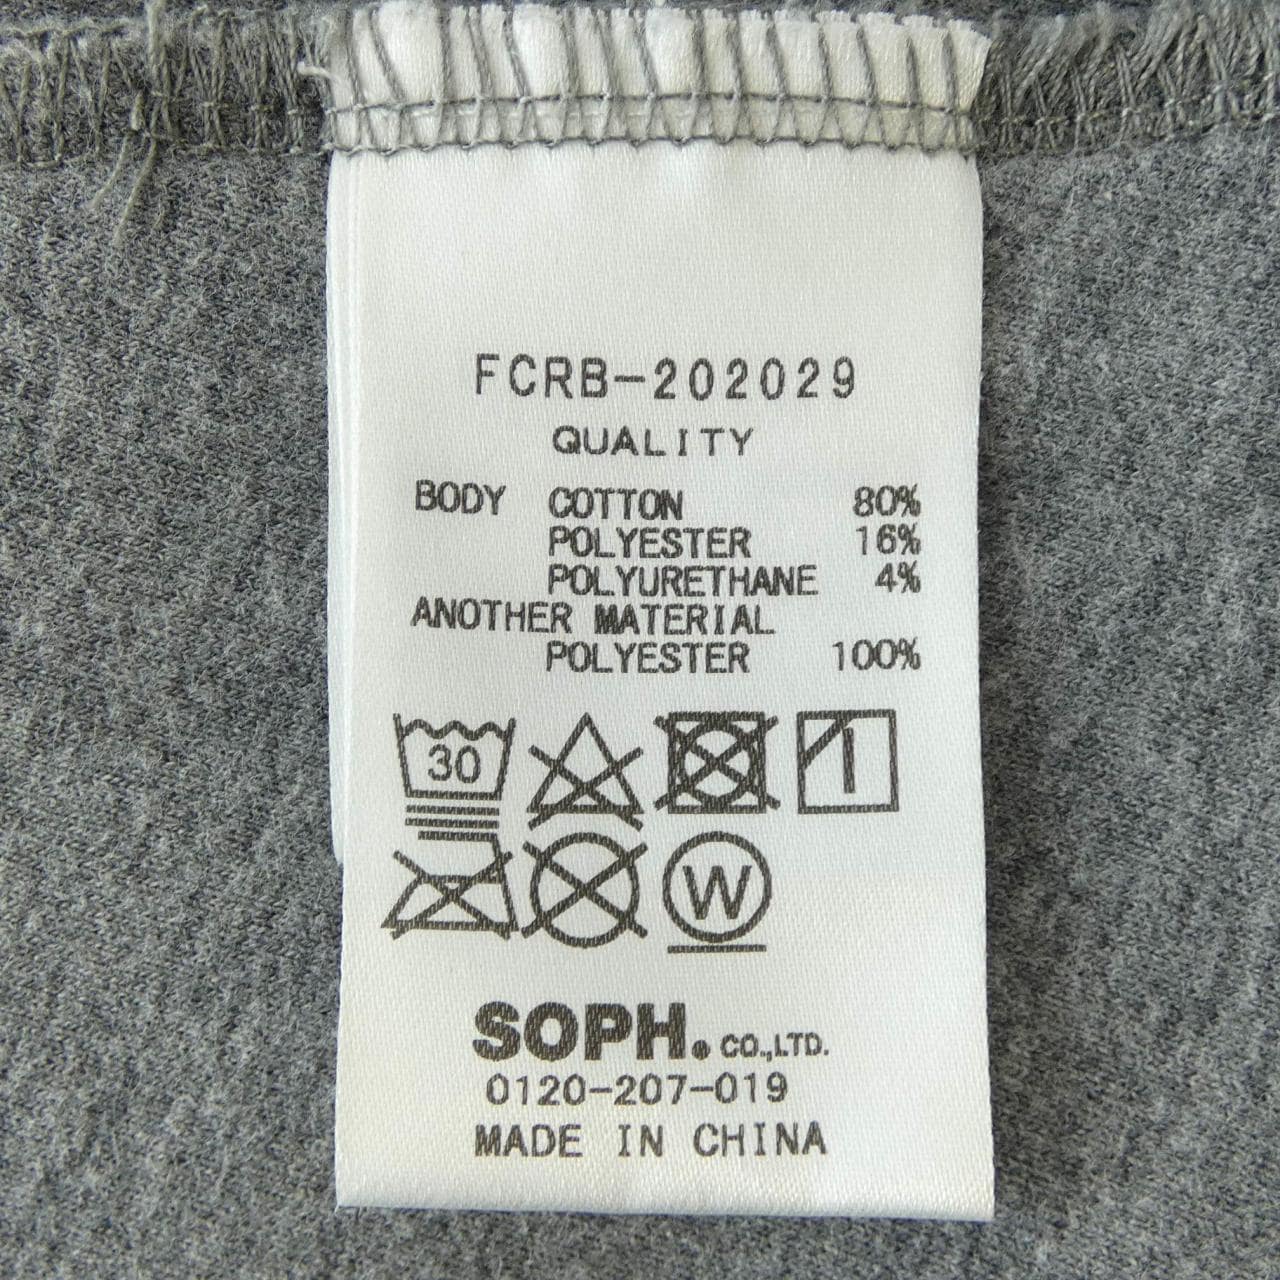 FCRB-202029
QUALITY
BODY COTTON 80%
POLYESTER 16%
POLYURETHANE 4%
ANOTHER MATERIAL
POLYESTER 100%
30
W
SOPH. CO.,LTD.
0120-207-019
MADE IN CHINA